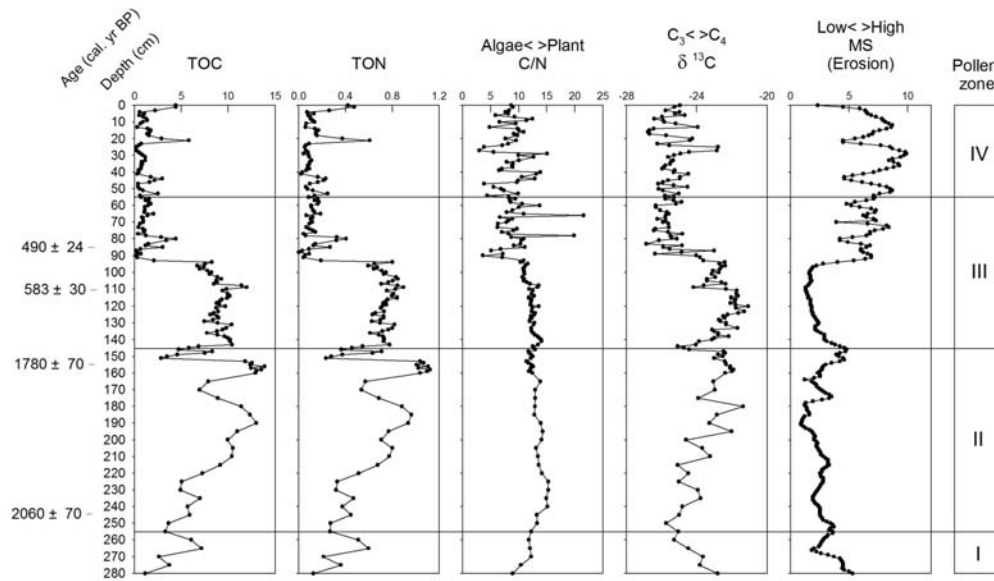 Age (cal. yr BP)
Depth (cm)
TOC
TON
Algae< >Plant
C/N
C₃< >C₄
δ ¹³C
Low< >High
MS
(Erosion)
Pollen
zone
0 5 10 15
0.0 0.4 0.8 1.2
0 5 10 15 20 25
-28 -24 -20
0 5 10
0
10
20
30
40
50
60
70
80
490 ± 24
90
100
583 ± 30
110
120
130
140
150
1780 ± 70
160
170
180
190
200
210
220
230
240
2060 ± 70
250
260
270
280
IV
III
II
I